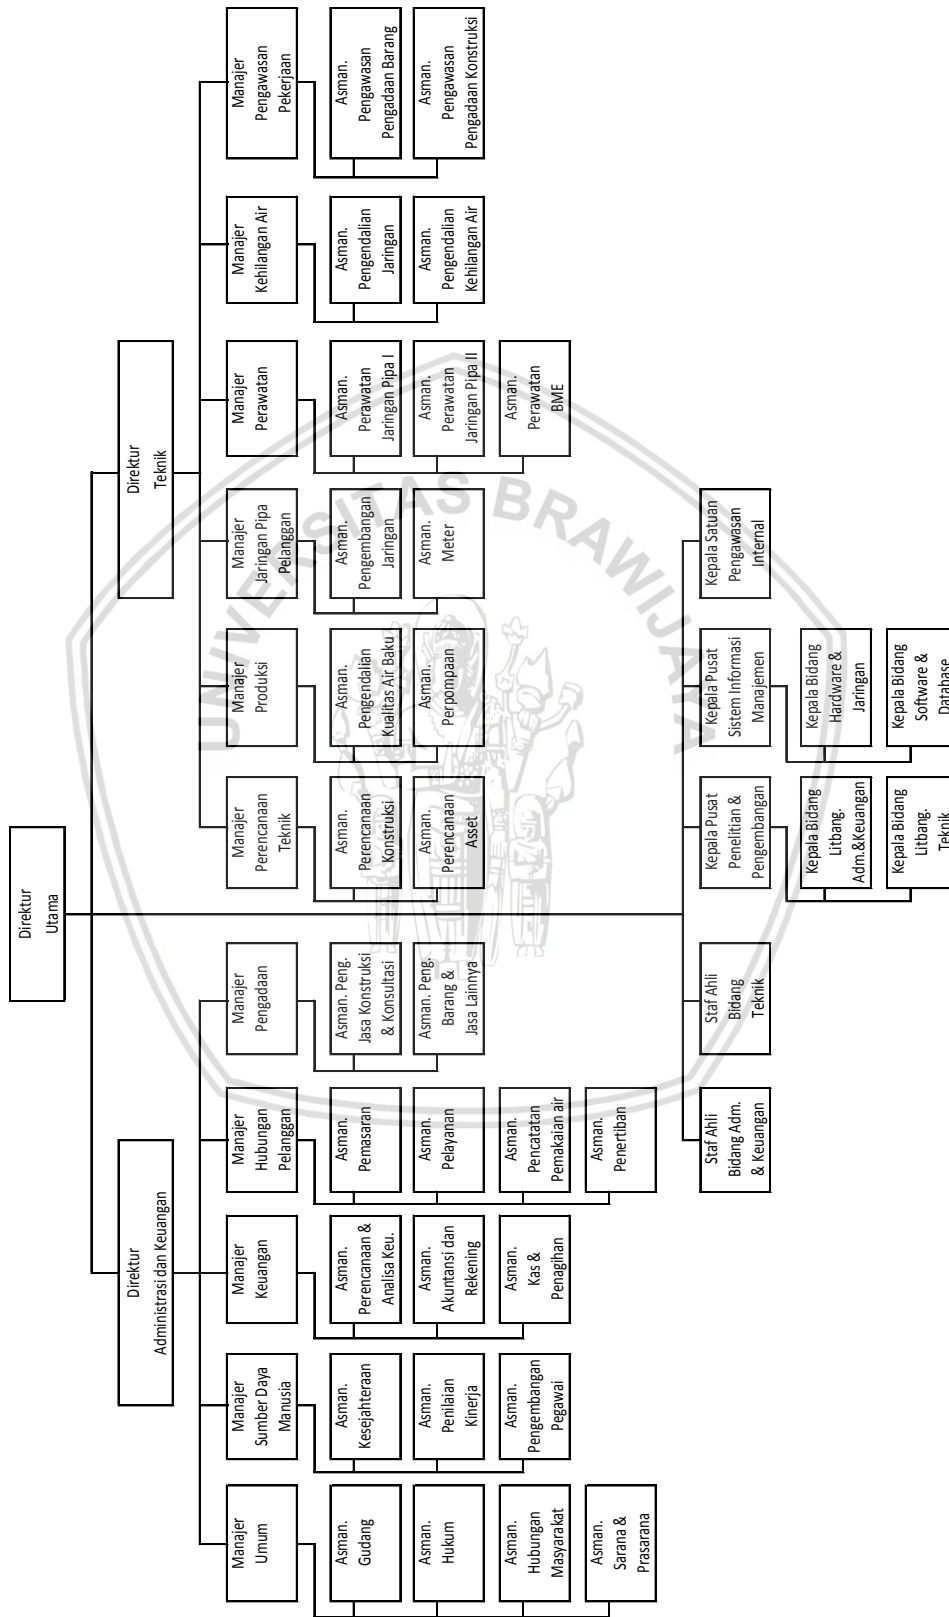 Direktur
Utama
Direktur
Administrasi dan Keuangan
Direktur
Teknik
Manajer
Umum
Asman.
Gudang
Asman.
Hukum
Asman.
Hubungan
Masyarakat
Asman.
Sarana &
Prasarana
Manajer
Sumber Daya
Manusia
Asman.
Kesejahteraan
Asman.
Penilaian
Kinerja
Asman.
Pengembangan
Pegawai
Manajer
Keuangan
Asman.
Perencanaan &
Analisa Keu.
Asman.
Akuntansi dan
Rekening
Asman.
Kas &
Penagihan
Manajer
Hubungan
Pelanggan
Asman.
Pemasaran
Asman.
Pelayanan
Asman.
Pencatatan
Pemakaian air
Asman.
Penertiban
Manajer
Pengadaan
Asman. Peng.
Jasa Konstruksi
& Konsultasi
Asman. Peng.
Barang &
Jasa Lainnya
Manajer
Perencanaan
Teknik
Asman.
Perencanaan
Konstruksi
Asman.
Perencanaan
Asset
Manajer
Produksi
Asman.
Pengendalian
Kualitas Air Baku
Asman.
Perpompaan
Manajer
Jaringan Pipa
Pelanggan
Asman.
Pengembangan
Jaringan
Asman.
Meter
Manajer
Perawatan
Asman.
Perawatan
Jaringan Pipa I
Asman.
Perawatan
Jaringan Pipa II
Asman.
Perawatan
BME
Manajer
Kehilangan Air
Asman.
Pengendalian
Jaringan
Asman.
Pengendalian
Kehilangan Air
Manajer
Pengawasan
Pekerjaan
Asman.
Pengawasan
Pengadaan Barang
Asman.
Pengawasan
Pengadaan Konstruksi
Staf Ahli
Bidang Adm.
& Keuangan
Staf Ahli
Bidang
Teknik
Kepala Pusat
Penelitian &
Pengembangan
Kepala Bidang
Litbang.
Adm.&Keuangan
Kepala Bidang
Litbang.
Teknik
Kepala Pusat
Sistem Informasi
Manajemen
Kepala Bidang
Hardware &
Jaringan
Kepala Bidang
Software &
Database
Kepala Satuan
Pengawasan
Internal
UNIVERSITAS BRAWIJAYA